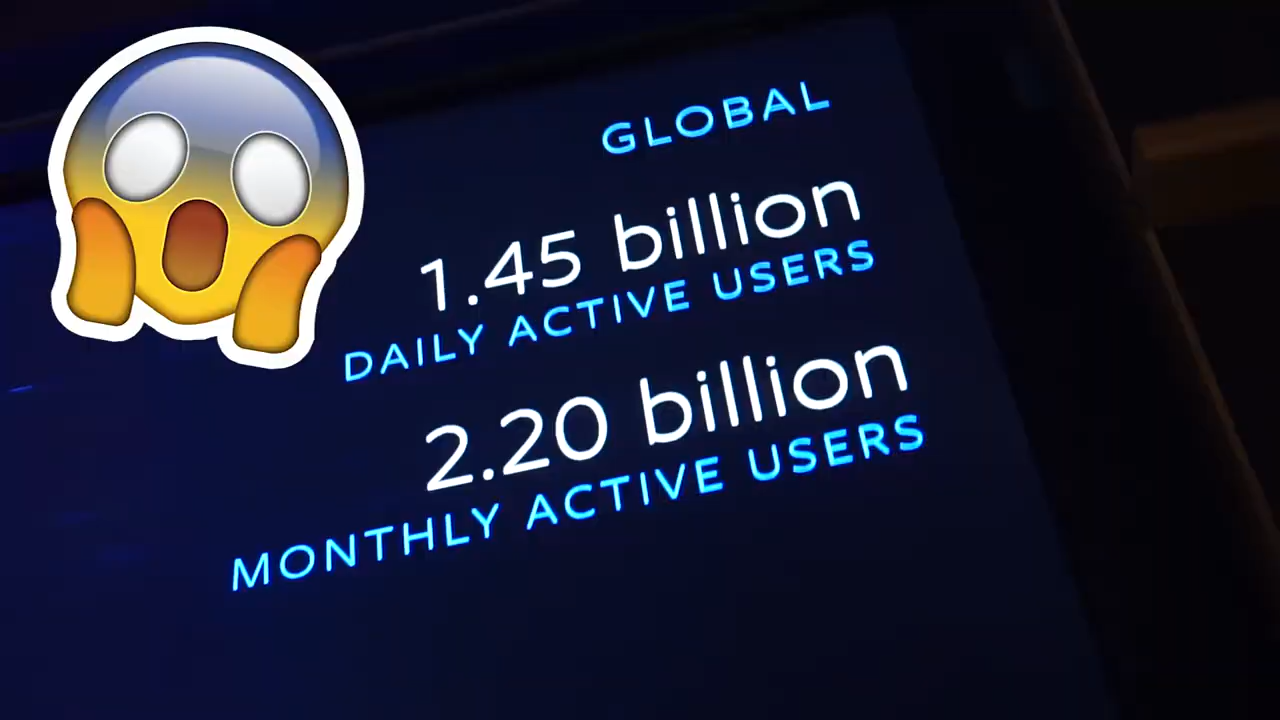 GLOBAL
1.45 billion
DAILY ACTIVE USERS
2.20 billion
MONTHLY ACTIVE USERS